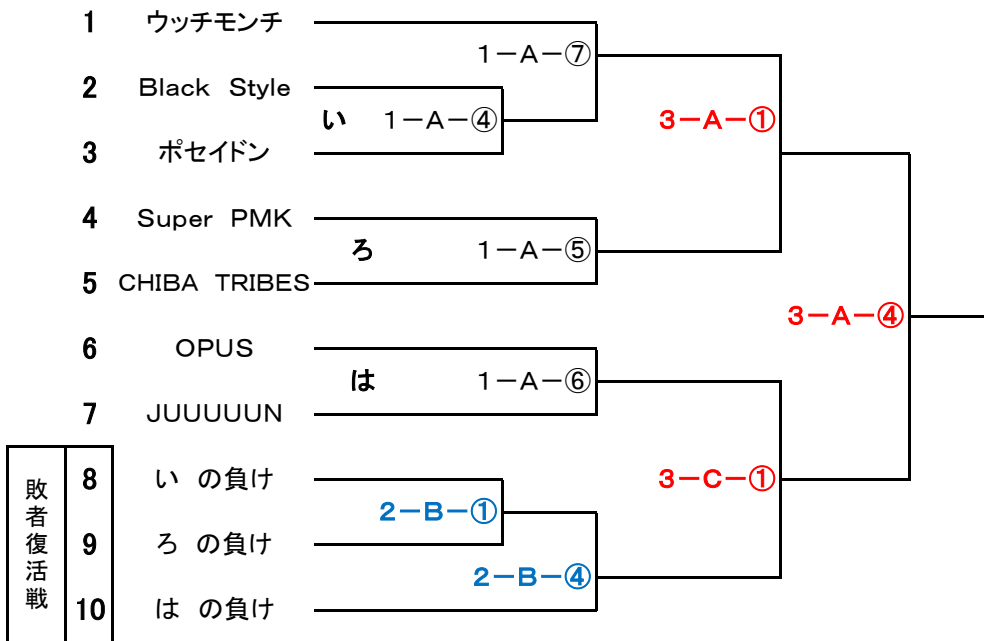 1 ウッチモンチ
1－A－⑦
2 Black Style
い 1－A－④
3－A－①
3 ポセイドン
4 Super PMK
ろ 1－A－⑤
5 CHIBA TRIBES
3－A－④
6 OPUS
は 1－A－⑥
7 JUUUUUN
敗者復活戦
8 い の負け
3－C－①
2－B－①
9 ろ の負け
2－B－④
10 は の負け